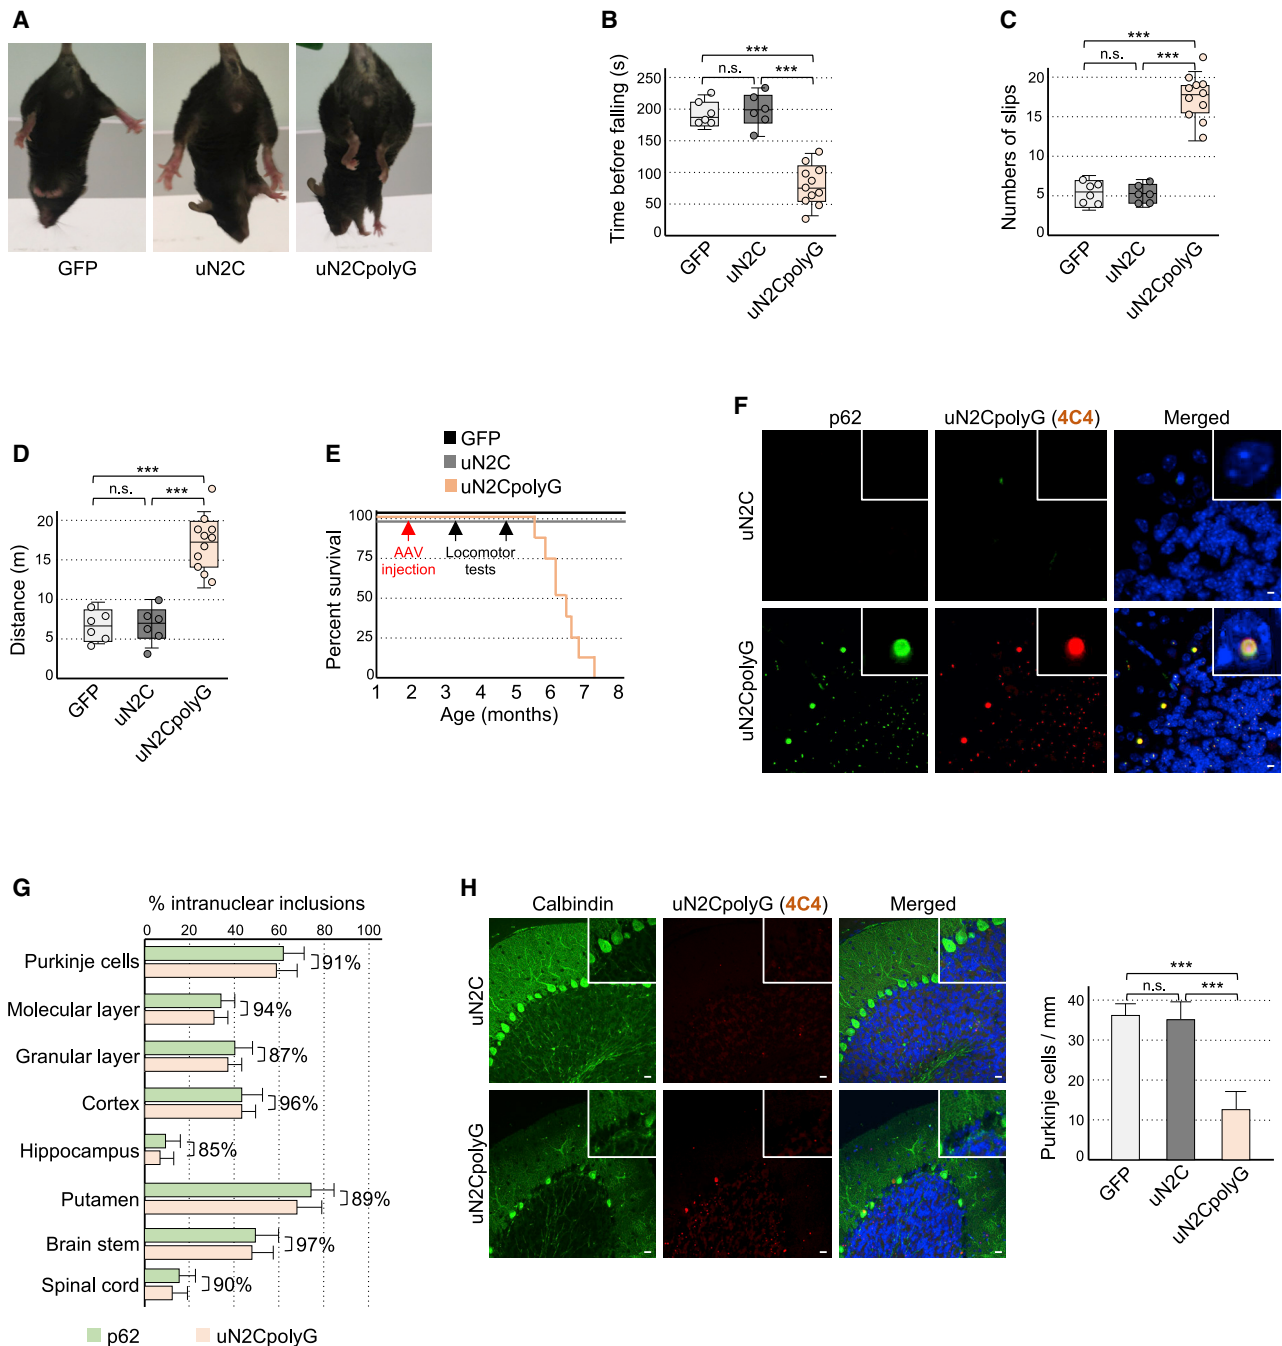 A
GFP
uN2C
uN2CpolyG
B
***
n.s.
***
Time before falling (s)
250
200
150
100
50
0
GFP
uN2C
uN2CpolyG
C
***
n.s.
***
Numbers of slips
20
15
10
5
0
GFP
uN2C
uN2CpolyG
D
***
n.s.
***
Distance (m)
20
15
10
5
0
GFP
uN2C
uN2CpolyG
E
GFP
uN2C
uN2CpolyG
Percent survival
100
75
50
25
0
AAV injection
Locomotor tests
1 2 3 4 5 6 7 8
Age (months)
F
p62
uN2CpolyG (4C4)
Merged
uN2C
uN2CpolyG
G
% intranuclear inclusions
0 20 40 60 80 100
Purkinje cells 91%
Molecular layer 94%
Granular layer 87%
Cortex 96%
Hippocampus 85%
Putamen 89%
Brain stem 97%
Spinal cord 90%
p62
uN2CpolyG
H
Calbindin
uN2CpolyG (4C4)
Merged
uN2C
uN2CpolyG
***
n.s.
***
Purkinje cells / mm
40
30
20
10
0
GFP
uN2C
uN2CpolyG